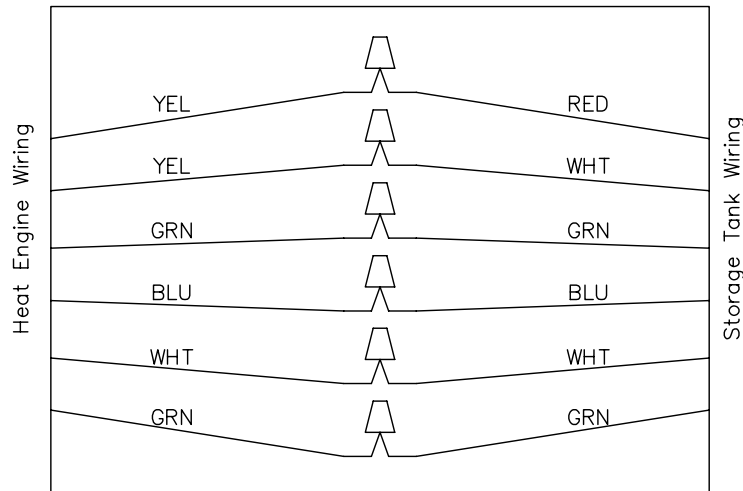 Heat Engine Wiring
YEL RED
YEL WHT
GRN GRN
BLU BLU
WHT WHT
GRN GRN
Storage Tank Wiring